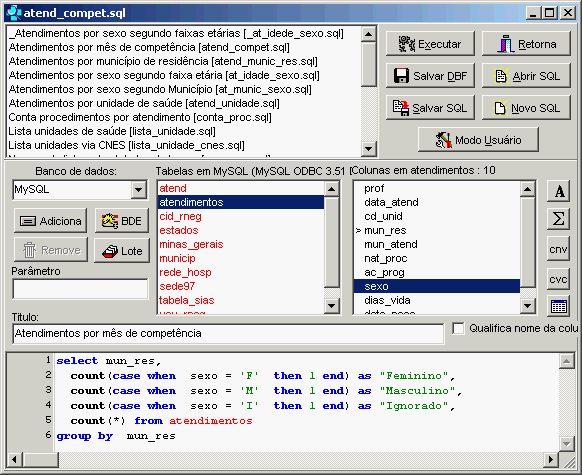 atend_compet.sql
_Atendimentos por sexo segundo faixas etárias [_at_idede_sexo.sql]
Atendimentos por mês de competência [atend_compet.sql]
Atendimentos por município de residência [atend_munic_res.sql]
Atendimentos por sexo segundo faixa etária [at_idade_sexo.sql]
Atendimentos por sexo segundo Município [at_munic_sexo.sql]
Atendimentos por unidade de saúde [atend_unidade.sql]
Conta procedimentos por atendimento [conta_proc.sql]
Lista unidades de saúde [lista_unidade.sql]
Lista unidades via CNES [lista_unidade_cnes.sql]
Executar
Retorna
Salvar DBF
Abrir SQL
Salvar SQL
Novo SQL
Modo Usuário
Banco de dados:
MySQL
Adiciona
BDE
Remove
Lote
Parâmetro
Tabelas em MySQL (MySQL ODBC 3.51
atend
atendimentos
cid_rneg
estados
minas_gerais
municip
rede_hosp
sede97
tabela_sias
[Colunas em atendimentos : 10
prof
data_atend
cd_unid
> mun_res
mun_atend
nat_proc
ac_prog
sexo
dias_vida
A
Σ
cnv
cvc
Titulo:
Atendimentos por mês de competência
Qualifica nome da colu
1 select mun_res,
2 count(case when sexo = 'F' then 1 end) as "Feminino",
3 count(case when sexo = 'M' then 1 end) as "Masculino",
4 count(case when sexo = 'I' then 1 end) as "Ignorado",
5 count(*) from atendimentos
6 group by mun_res